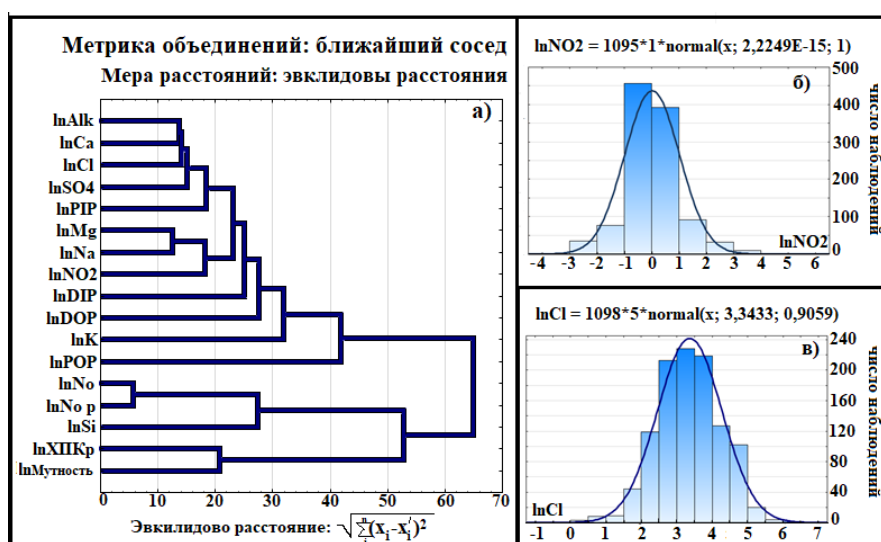 Метрика объединений: ближайший сосед
Мера расстояний: эвклидовы расстояния
а)
lnAlk
lnCa
lnCl
lnSO4
lnPIP
lnMg
lnNa
lnNO2
lnDIP
lnDOP
lnK
lnPOP
lnNo
lnNo p
lnSi
lnХПКр
lnМутность
0 10 20 30 40 50 60 70
Эвкилидово расстояние: √∑(xi-xi')²
lnNO2 = 1095*1*normal(x; 2,2249E-15; 1)
б)
500
400
300
200
100
0
число наблюдений
lnNO2
-4 -3 -2 -1 0 1 2 3 4 5 6
lnCl = 1098*5*normal(x; 3,3433; 0,9059)
в)
240
200
160
120
80
40
0
число наблюдений
lnCl
-1 0 1 2 3 4 5 6 7